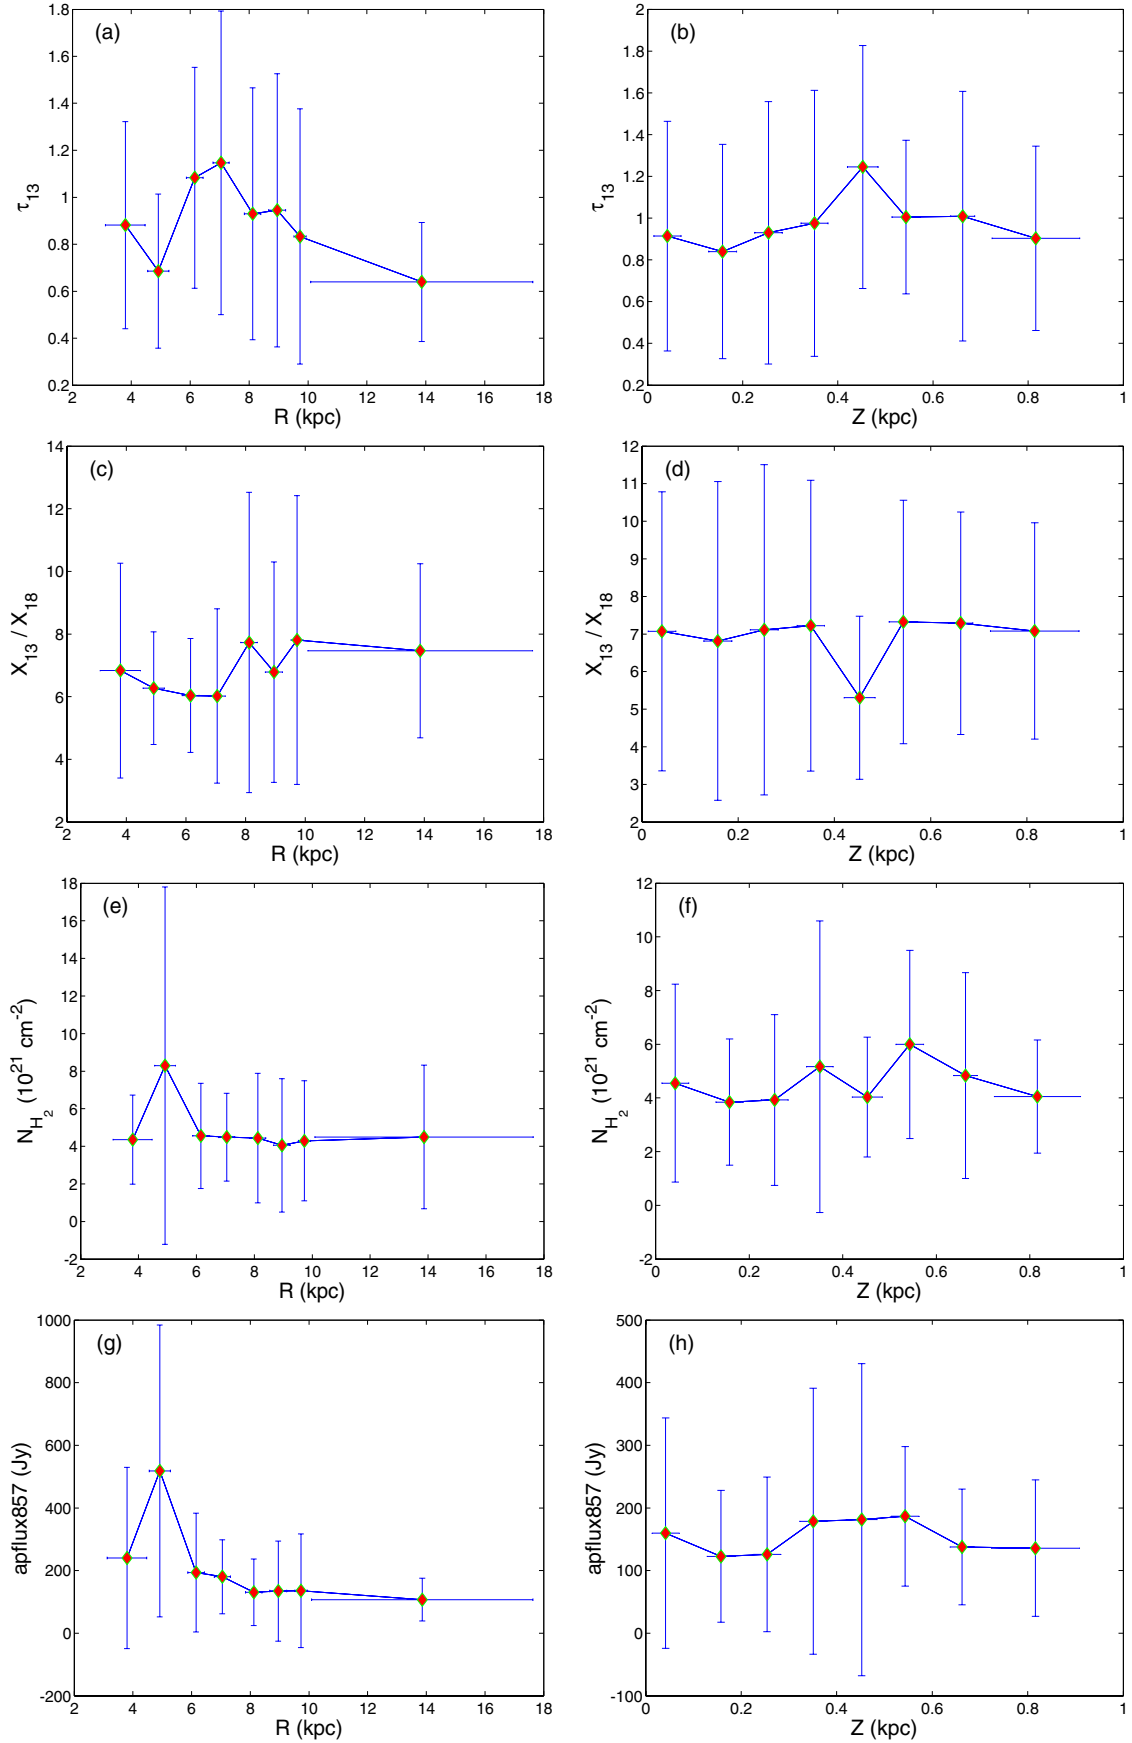 (a)
1.8
1.6
1.4
1.2
1
0.8
0.6
0.4
0.2
τ13
2 4 6 8 10 12 14 16 18
R (kpc)
(b)
2
1.8
1.6
1.4
1.2
1
0.8
0.6
0.4
0.2
τ13
0 0.2 0.4 0.6 0.8 1
Z (kpc)
(c)
14
12
10
8
6
4
2
X13 / X18
2 4 6 8 10 12 14 16 18
R (kpc)
(d)
12
11
10
9
8
7
6
5
4
3
2
X13 / X18
0 0.2 0.4 0.6 0.8 1
Z (kpc)
(e)
18
16
14
12
10
8
6
4
2
0
-2
NH2 (10^21 cm^-2)
2 4 6 8 10 12 14 16 18
R (kpc)
(f)
12
10
8
6
4
2
0
-2
NH2 (10^21 cm^-2)
0 0.2 0.4 0.6 0.8 1
Z (kpc)
(g)
1000
800
600
400
200
0
-200
apflux857 (Jy)
2 4 6 8 10 12 14 16 18
R (kpc)
(h)
500
400
300
200
100
0
-100
apflux857 (Jy)
0 0.2 0.4 0.6 0.8 1
Z (kpc)